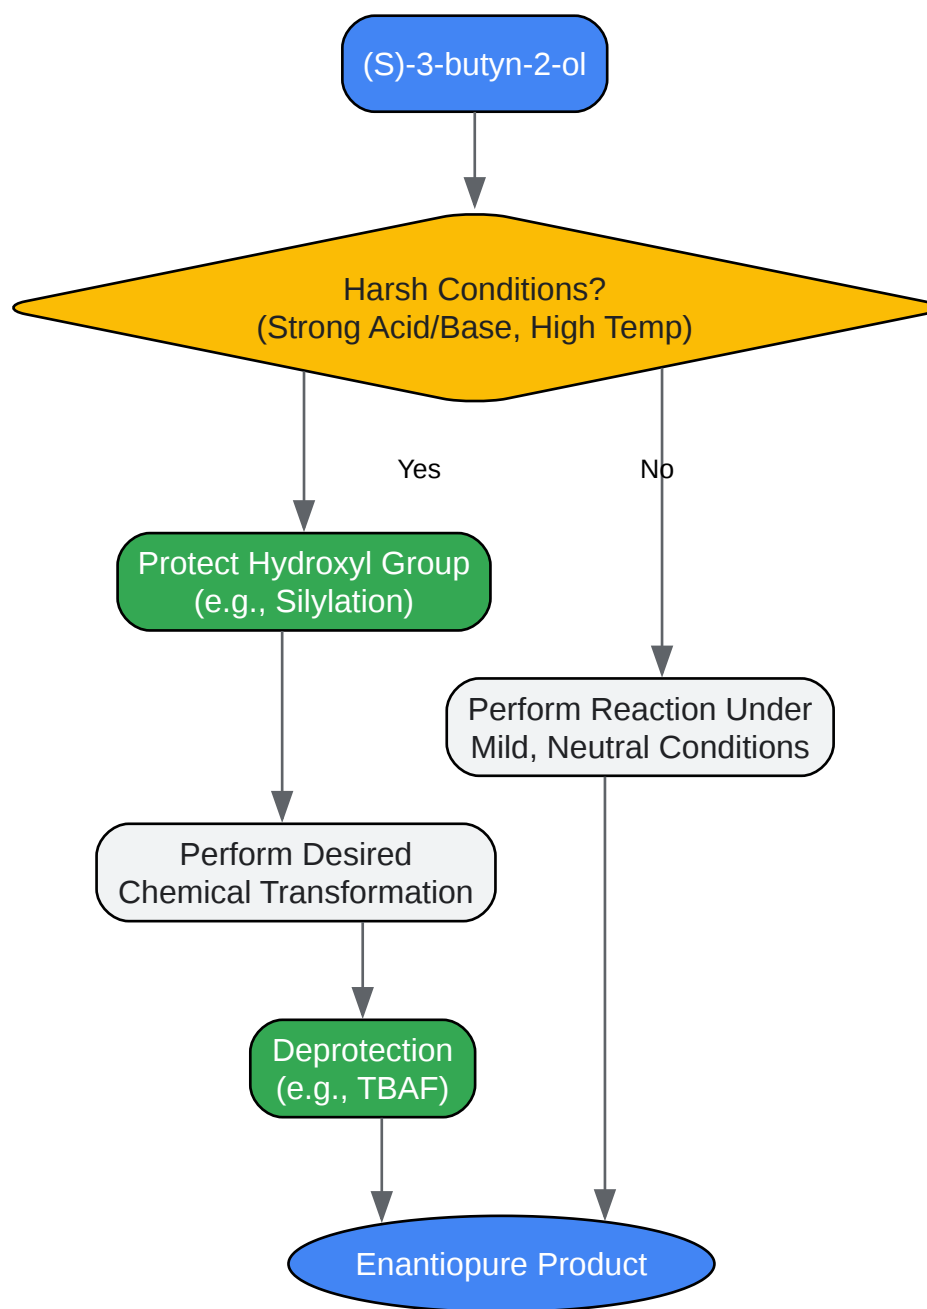 (S)-3-butyn-2-ol
Harsh Conditions?
(Strong Acid/Base, High Temp)
Yes
No
Protect Hydroxyl Group
(e.g., Silylation)
Perform Reaction Under
Mild, Neutral Conditions
Perform Desired
Chemical Transformation
Deprotection
(e.g., TBAF)
Enantiopure Product